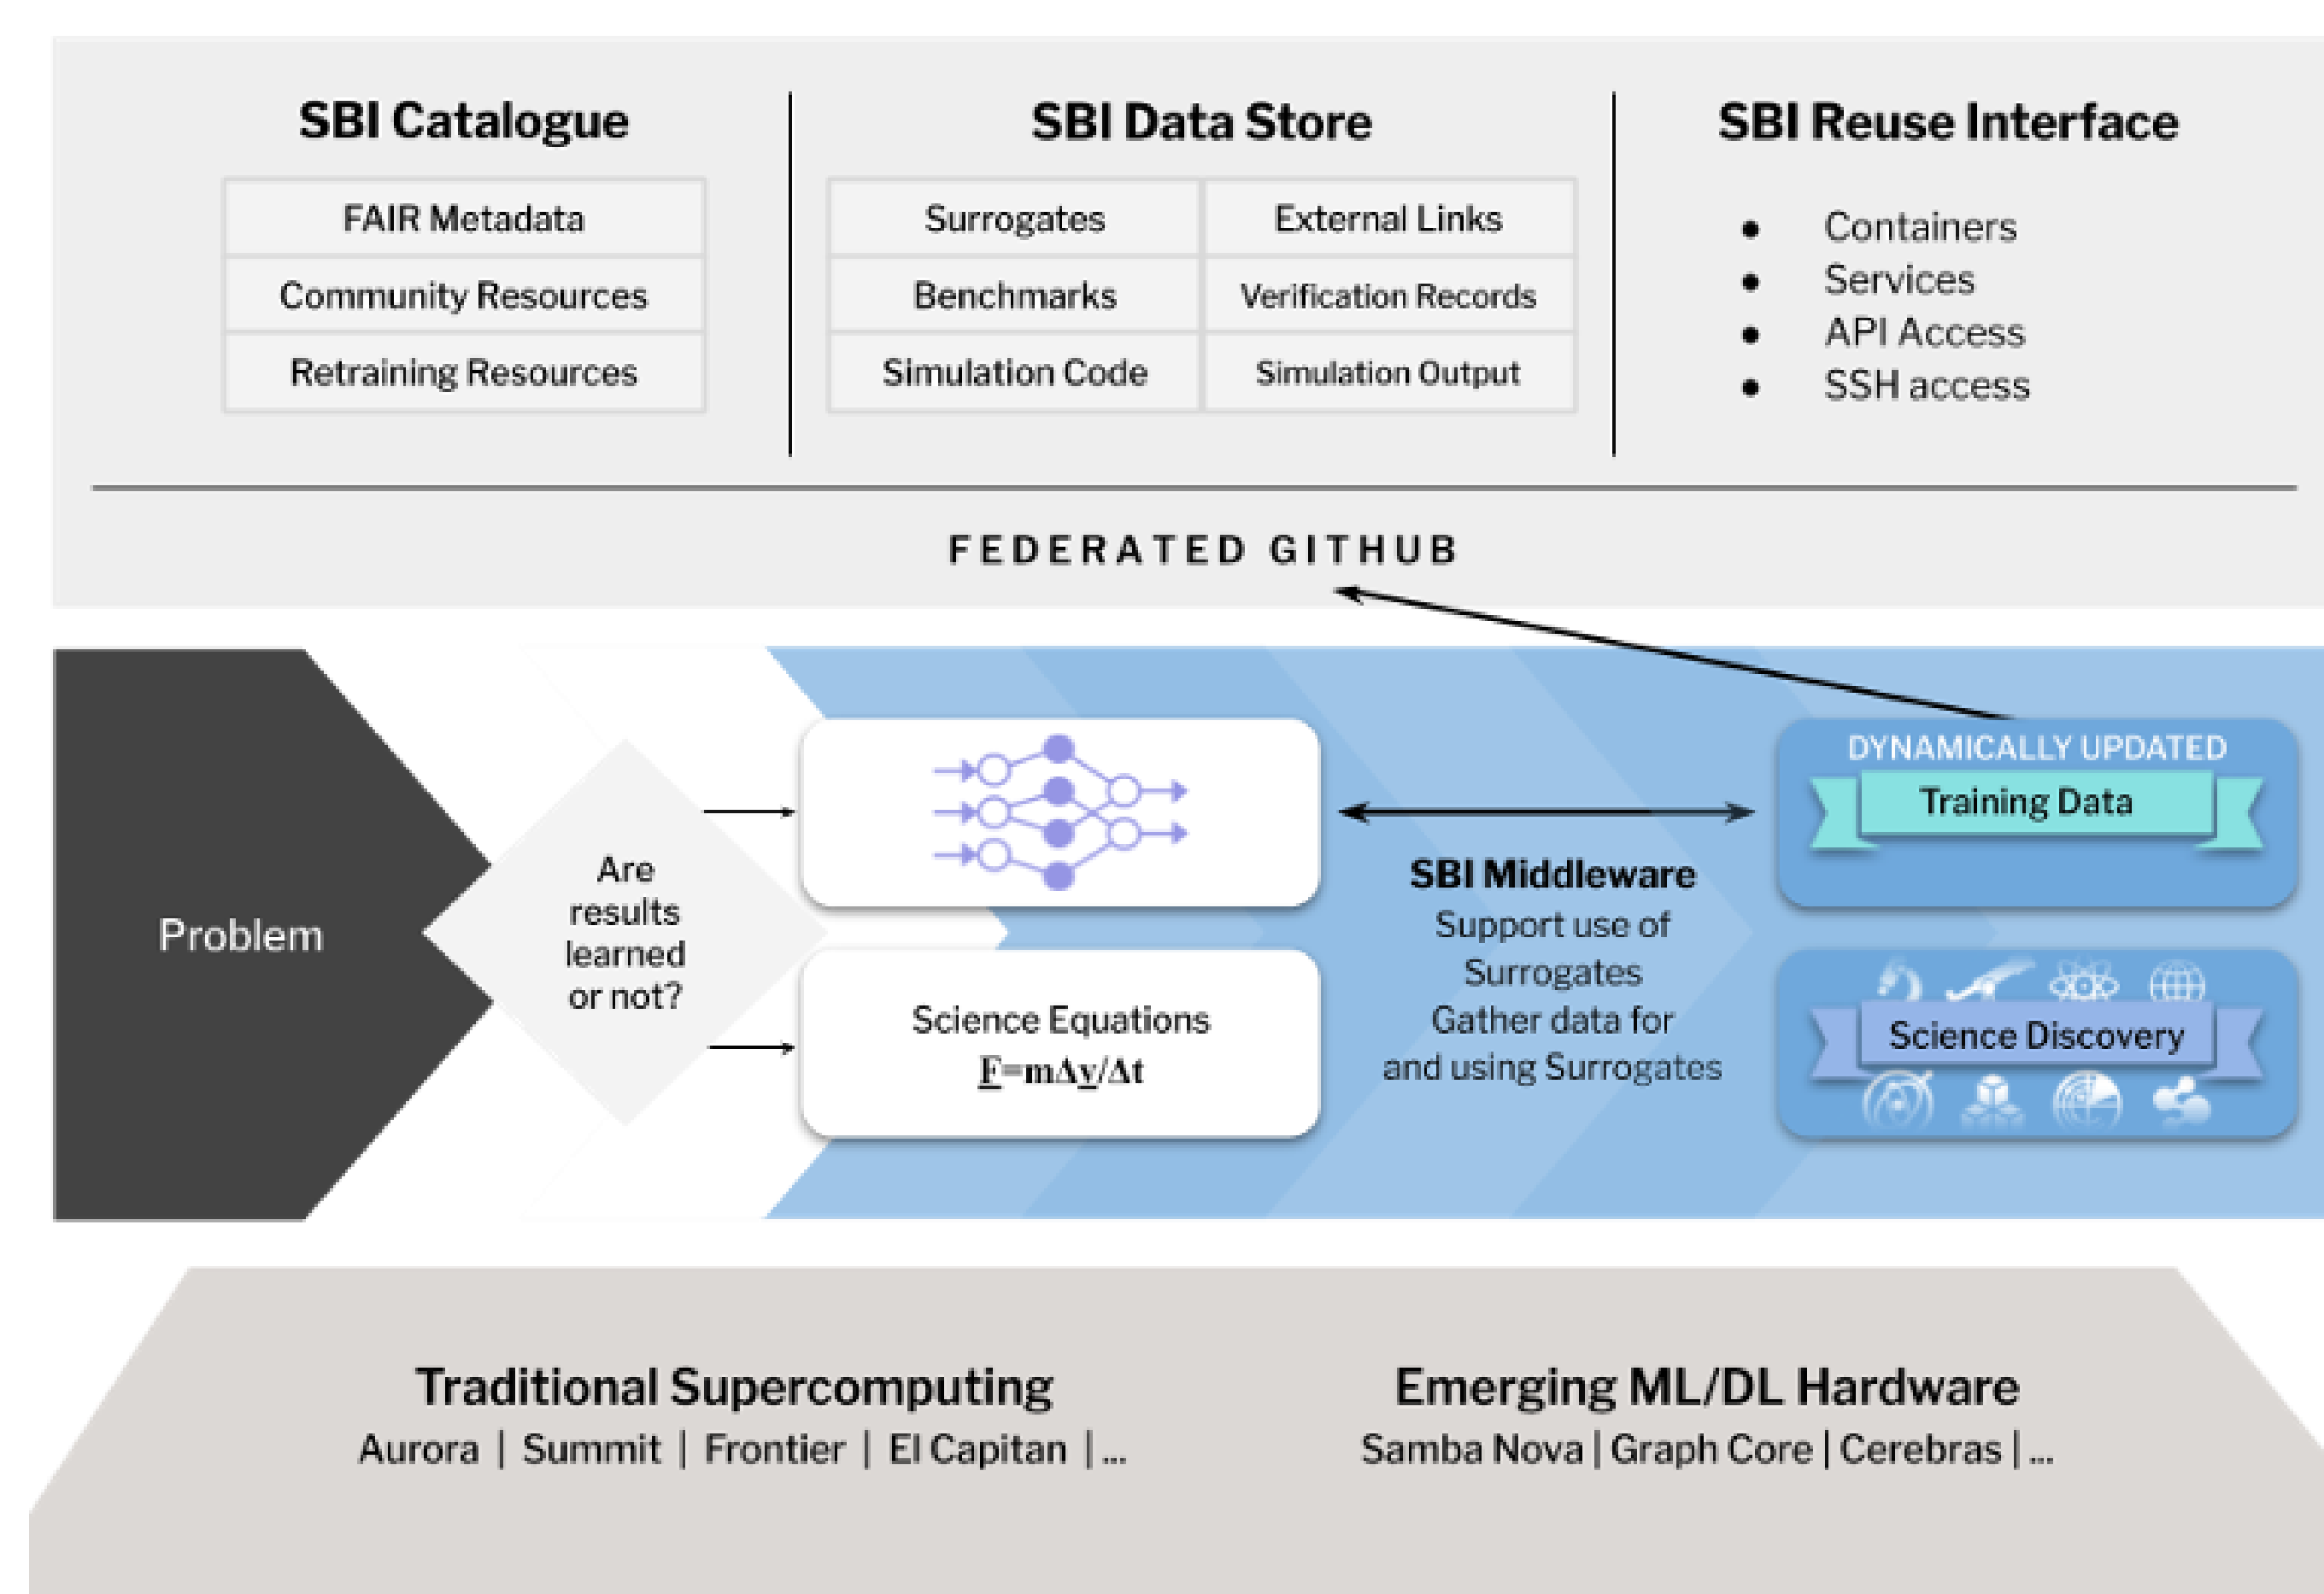 SBI Catalogue
FAIR Metadata
Community Resources
Retraining Resources
SBI Data Store
Surrogates
External Links
Benchmarks
Verification Records
Simulation Code
Simulation Output
SBI Reuse Interface
● Containers
● Services
● API Access
● SSH access
FEDERATED GITHUB
Problem
Are
results
learned
or not?
Science Equations
F=mΔv/Δt
SBI Middleware
Support use of
Surrogates
Gather data for
and using Surrogates
DYNAMICALLY UPDATED
Training Data
Science Discovery
Traditional Supercomputing
Aurora | Summit | Frontier | El Capitan | ...
Emerging ML/DL Hardware
Samba Nova | Graph Core | Cerebras | ...